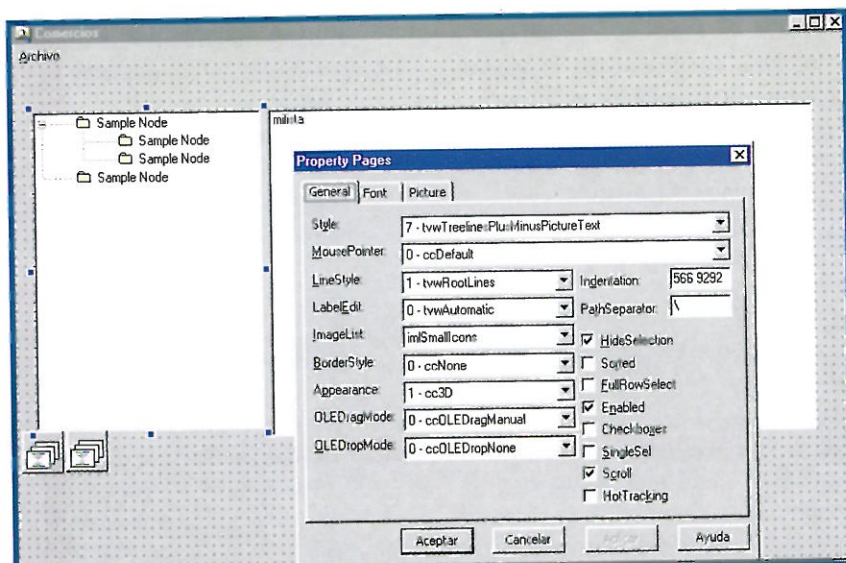 Comercios
Archivo
Sample Node
Sample Node
Sample Node
Sample Node
milista
Property Pages
General Font Picture
Style: 7 - tvwTreelinesPlusMinusPictureText
MousePointer: 0 - ccDefault
LineStyle: 1 - tvwRootLines
Indentation: 566.9292
LabelEdit: 0 - tvwAutomatic
PathSeparator: \
ImageList: imlSmallIcons
HideSelection
BorderStyle: 0 - ccNone
Sorted
Appearance: 1 - cc3D
FullRowSelect
OLEDragMode: 0 - ccOLEDragManual
Enabled
Checkboxes
OLEDropMode: 0 - ccOLEDropNone
SingleSel
Scroll
HotTracking
Aceptar Cancelar Aplicar Ayuda